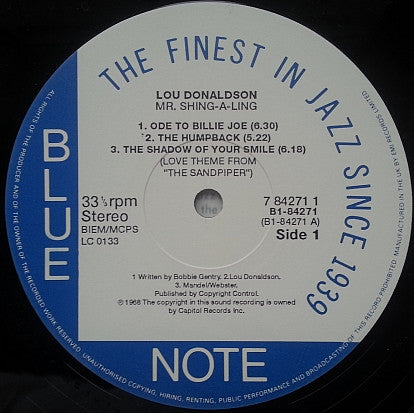 THE FINEST IN JAZZ SINCE 1939
LOU DONALDSON
MR. SHING-A-LING
1. ODE TO BILLIE JOE (6.30)
2. THE HUMPBACK (5.22)
3. THE SHADOW OF YOUR SMILE (6.18)
(LOVE THEME FROM
"THE SANDPIPER")
33⅓rpm
Stereo
BIEM/MCPS
LC 0133
7 84271 1
B1-84271
(B1-84271 A)
Side 1
1 Written by Bobbie Gentry. 2.Lou Donaldson.
3. Mandel/Webster.
Published by Copyright Control.
℗1968 The copyright in this sound recording is owned
by Capitol Records Inc.
BLUE
NOTE
ALL RIGHTS OF THE PRODUCER AND OF THE OWNER OF THE RECORDED WORK RESERVED. UNAUTHORISED COPYING, HIRING, RENTING, PUBLIC PERFORMANCE AND BROADCASTING OF THIS RECORD PROHIBITED. MANUFACTURED IN THE UK BY EMI RECORDS LIMITED